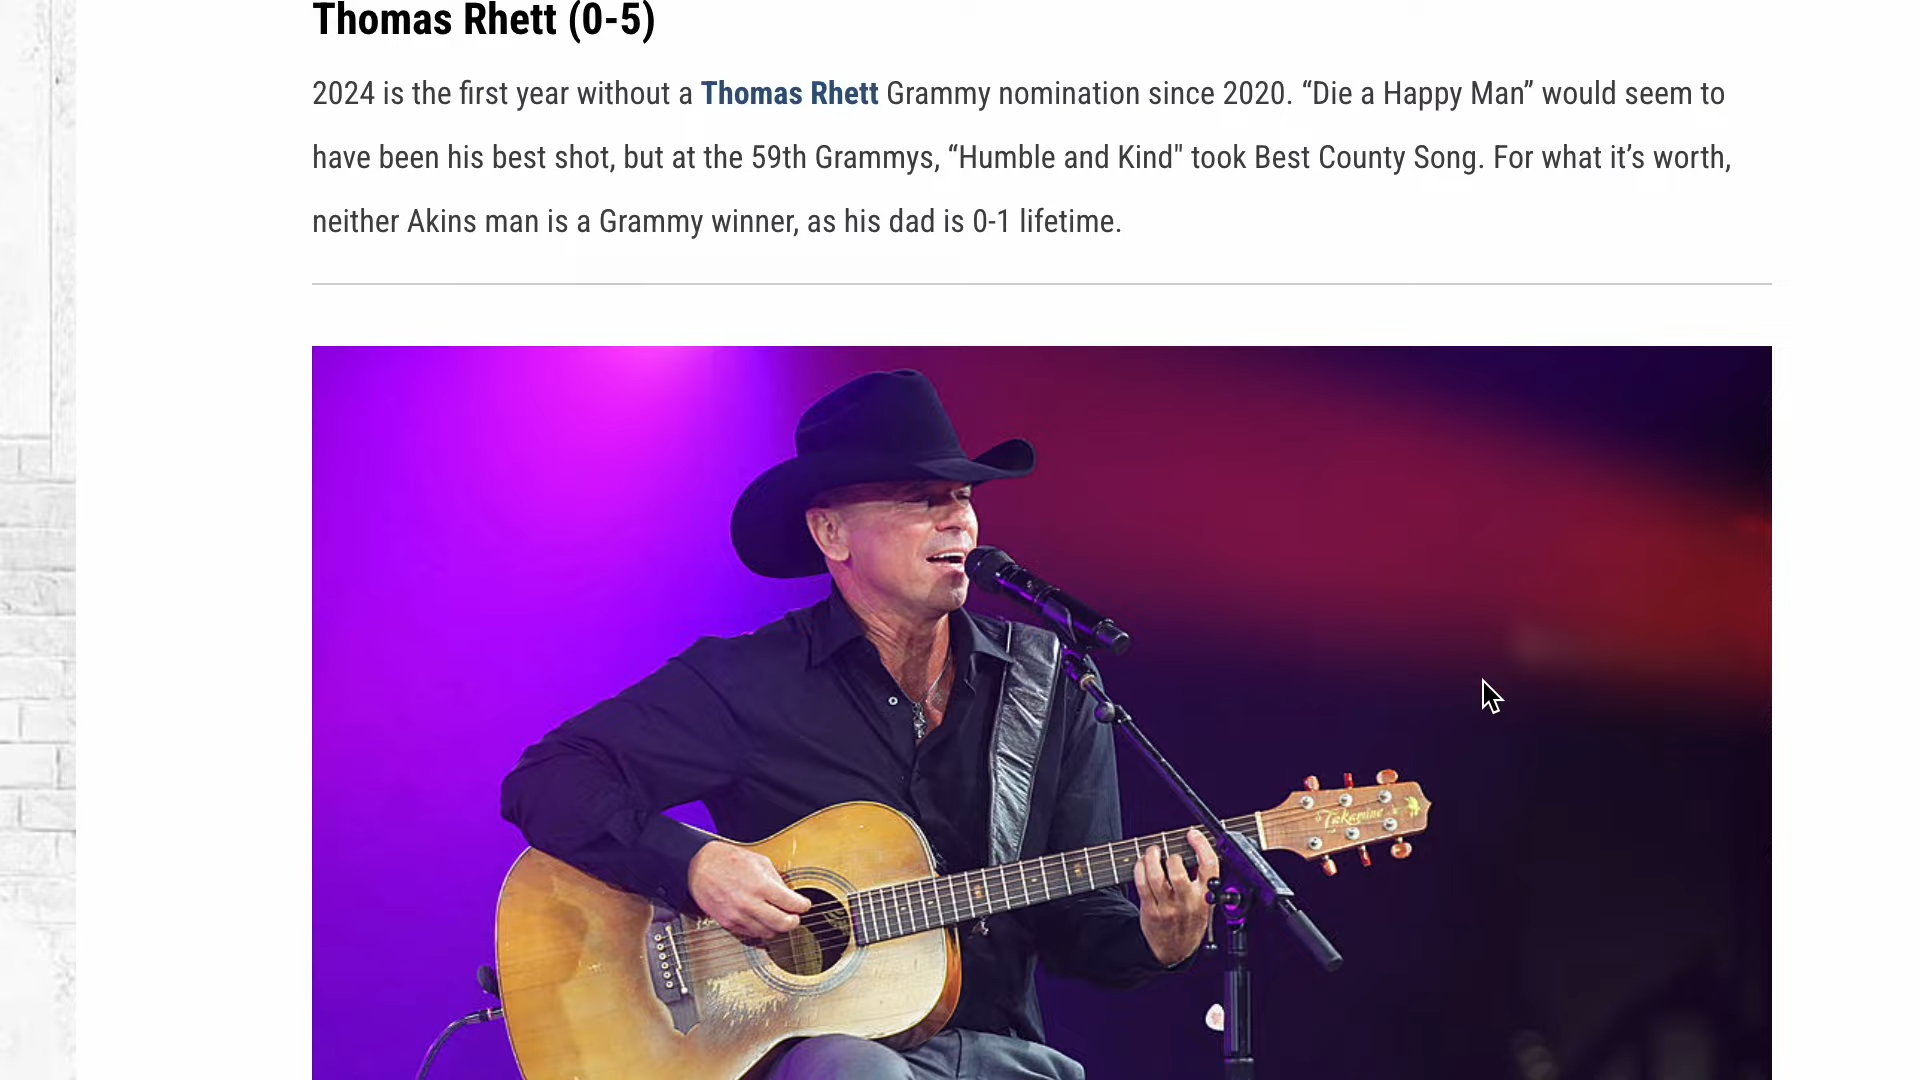 Thomas Rhett (0-5)
2024 is the first year without a Thomas Rhett Grammy nomination since 2020. “Die a Happy Man” would seem to
have been his best shot, but at the 59th Grammys, “Humble and Kind" took Best County Song. For what it’s worth,
neither Akins man is a Grammy winner, as his dad is 0-1 lifetime.
Takamine